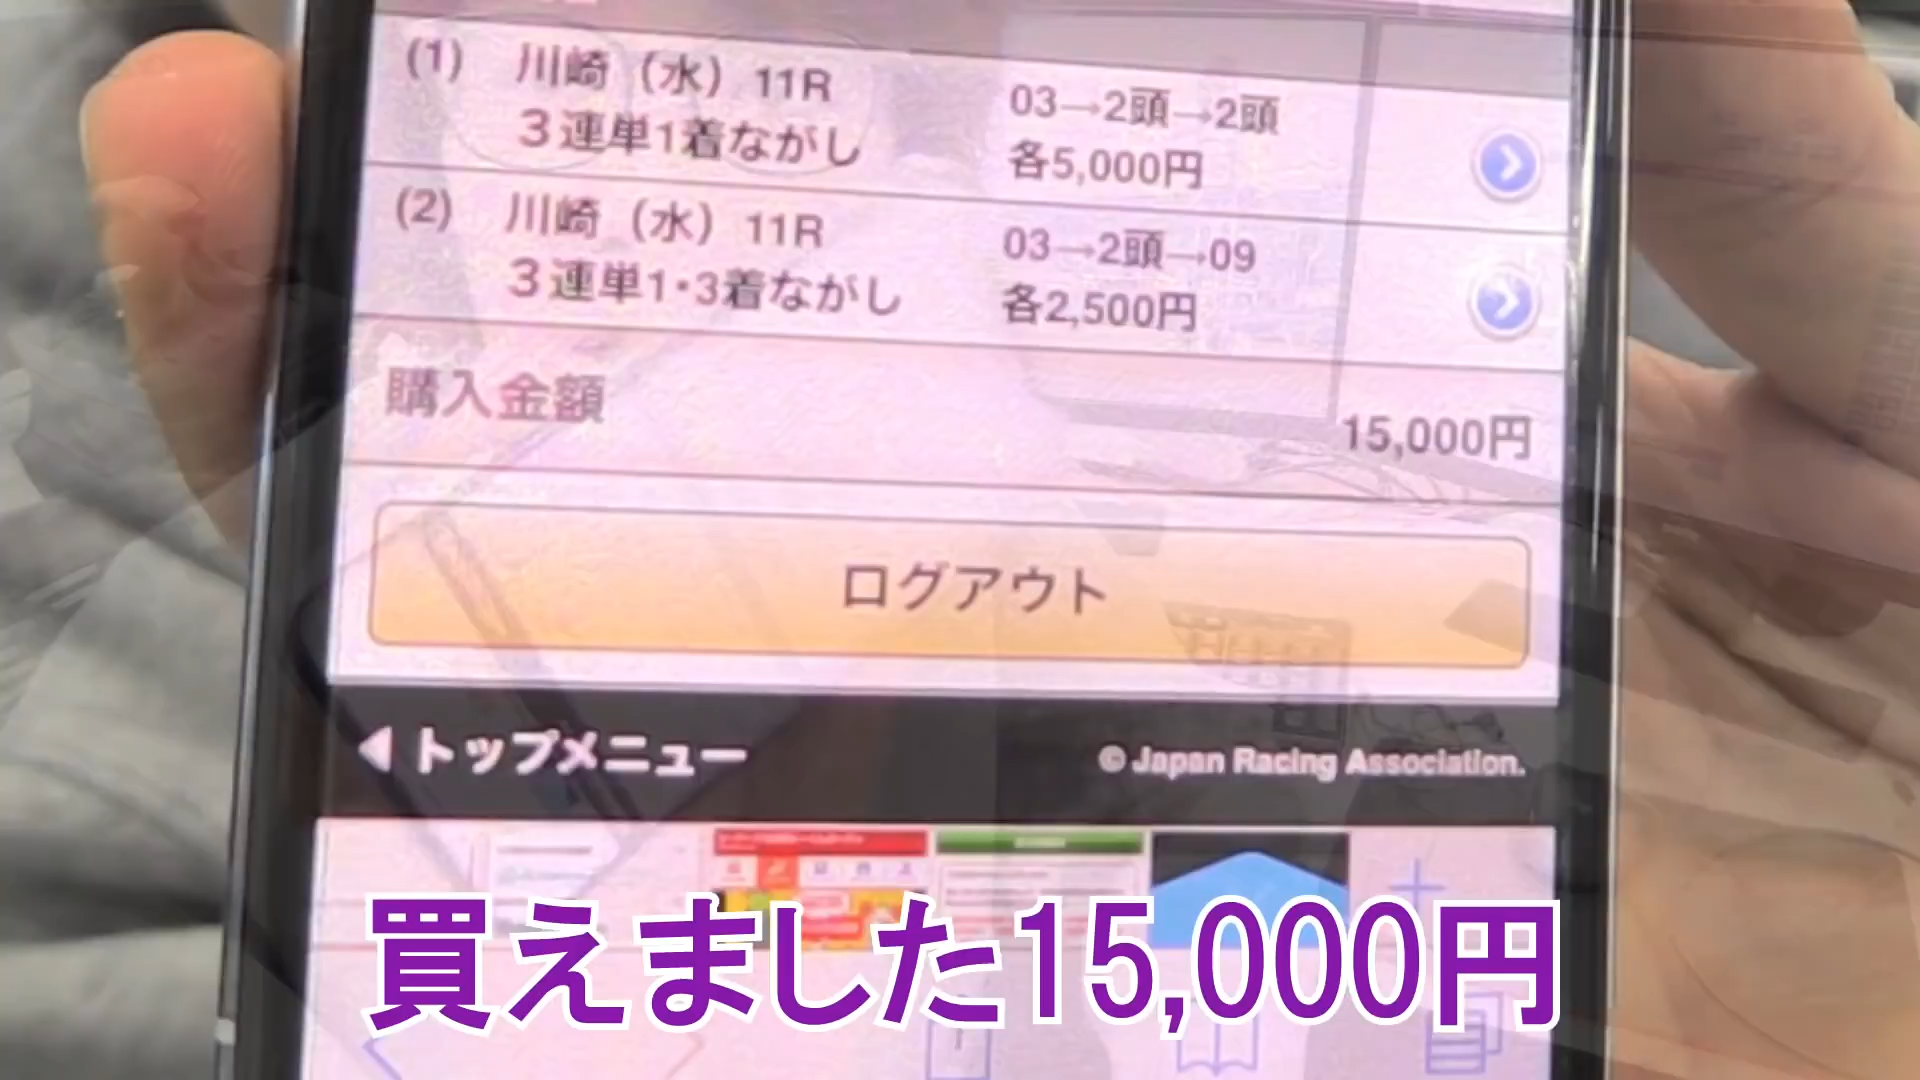 (1) 川崎（水）11R
３連単1着ながし
03→2頭→2頭
各5,000円
(2) 川崎（水）11R
３連単1・3着ながし
03→2頭→09
各2,500円
購入金額
15,000円
ログアウト
トップメニュー
© Japan Racing Association.
買えました15,000円